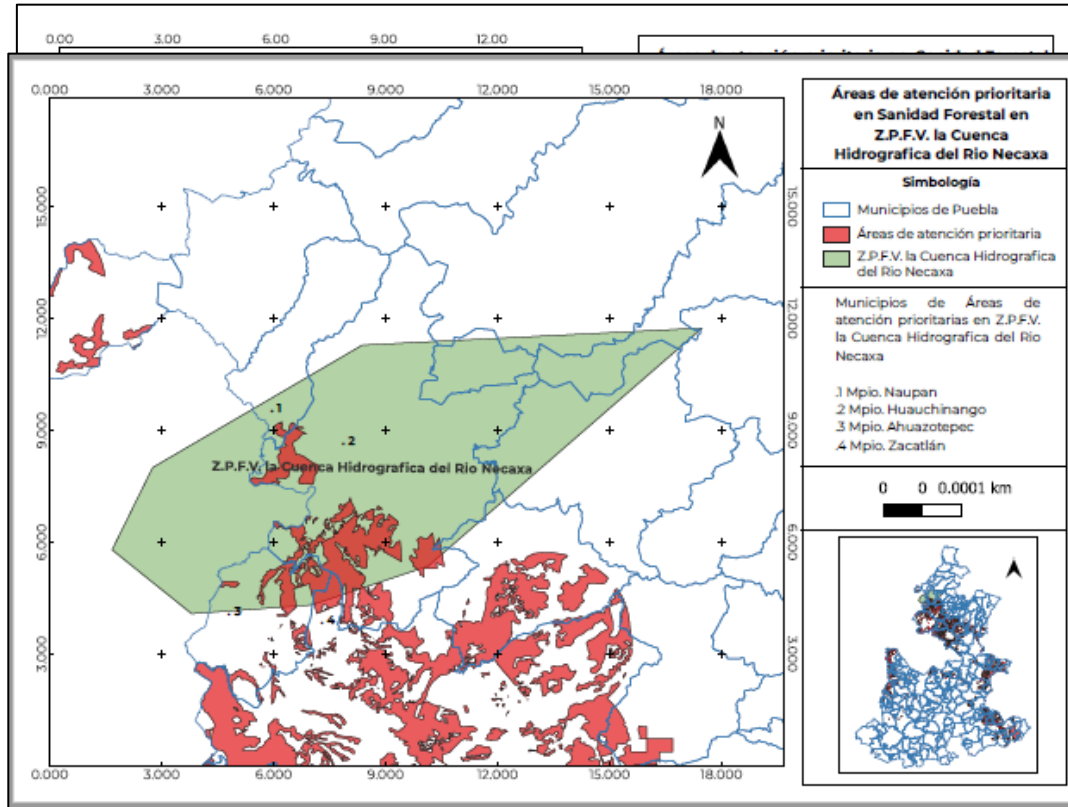 0.00 3.00 6.00 9.00 12.00
0.000 3.000 6.000 9.000 12.000 15.000 18.000
15.000
12.000
9.000
6.000
3.000
N
.1
.2
Z.P.F.V. la Cuenca Hidrografica del Rio Necaxa
.3
.4
15.000
12.000
9.000
6.000
3.000
0.000 3.000 6.000 9.000 12.000 15.000 18.000
Áreas de atención prioritaria
en Sanidad Forestal en
Z.P.F.V. la Cuenca
Hidrografica del Rio Necaxa
Simbología
Municipios de Puebla
Áreas de atención prioritaria
Z.P.F.V. la Cuenca Hidrografica
del Rio Necaxa
Municipios de Áreas de
atención prioritarias en Z.P.F.V.
la Cuenca Hidrografica del Rio
Necaxa
.1 Mpio. Naupan
.2 Mpio. Huauchinango
.3 Mpio. Ahuazotepec
.4 Mpio. Zacatlán
0 0 0.0001 km